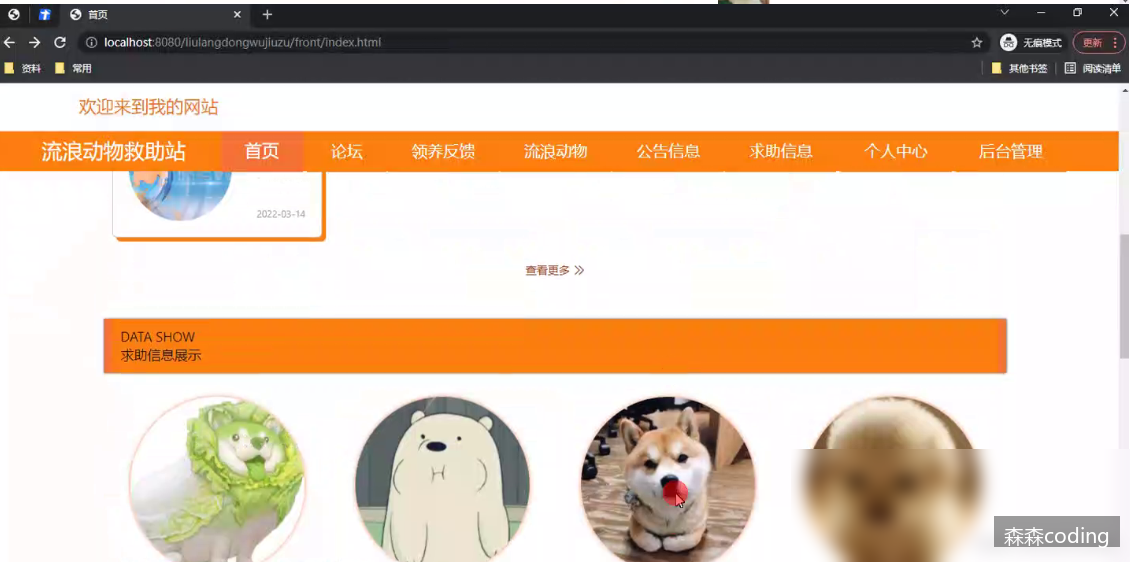 首页
localhost:8080/liulangdongwujiuzu/front/index.html
无痕模式
更新
资料
常用
其他书签
阅读清单
欢迎来到我的网站
流浪动物救助站
首页
论坛
领养反馈
流浪动物
公告信息
求助信息
个人中心
后台管理
2022-03-14
查看更多
DATA SHOW
求助信息展示
森森coding